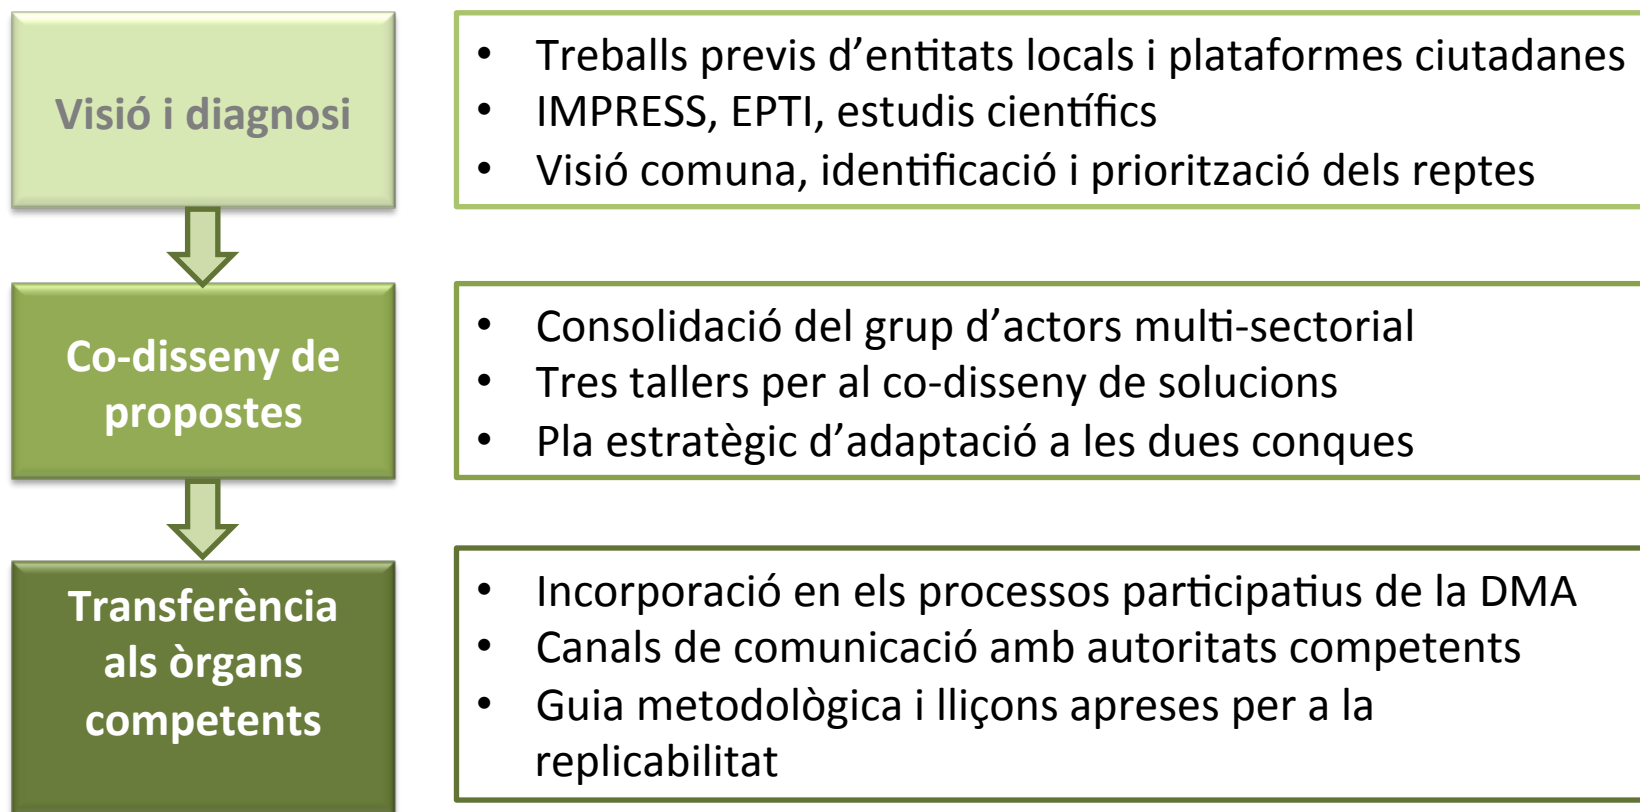 Visió i diagnosi
• Treballs previs d’entitats locals i plataformes ciutadanes
• IMPRESS, EPTI, estudis científics
• Visió comuna, identificació i priorització dels reptes
Co-disseny de
propostes
• Consolidació del grup d’actors multi-sectorial
• Tres tallers per al co-disseny de solucions
• Pla estratègic d’adaptació a les dues conques
Transferència
als òrgans
competents
• Incorporació en els processos participatius de la DMA
• Canals de comunicació amb autoritats competents
• Guia metodològica i lliçons apreses per a la
replicabilitat